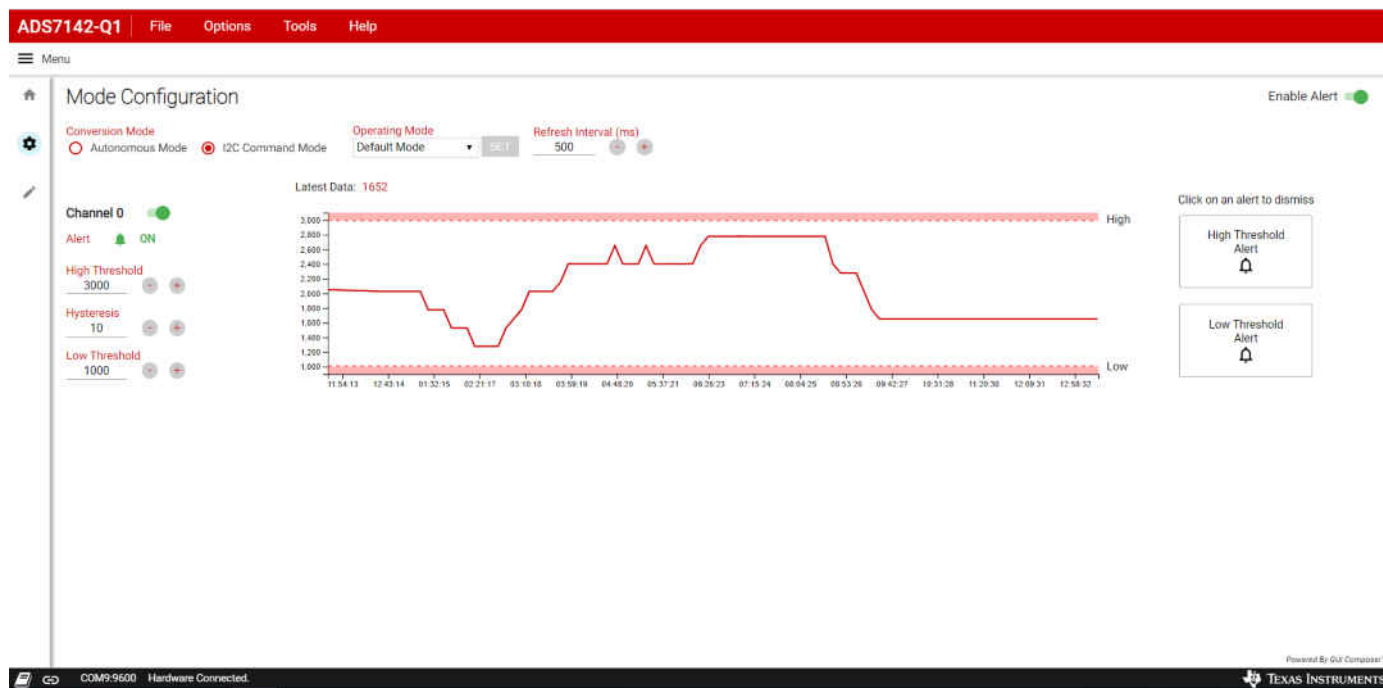 ADS7142-Q1 File Options Tools Help
Menu
Mode Configuration
Enable Alert
Conversion Mode
Autonomous Mode I2C Command Mode
Operating Mode
Default Mode SET
Refresh Interval (ms)
500 - +
Latest Data: 1652
Channel 0
Alert ON
High Threshold
3000 - +
Hysteresis
10 - +
Low Threshold
1000 - +
3,000
2,800
2,600
2,400
2,200
2,000
1,800
1,600
1,400
1,200
1,000
High
Low
11:54:13 12:43:14 01:32:15 02:21:17 03:10:18 03:59:19 04:48:20 05:37:21 06:26:23 07:15:24 08:04:25 08:53:26 09:42:27 10:31:28 11:20:30 12:09:31 12:58:32
Click on an alert to dismiss
High Threshold
Alert
Low Threshold
Alert
Powered By GUI Composer
COM9:9600 Hardware Connected.
TEXAS INSTRUMENTS